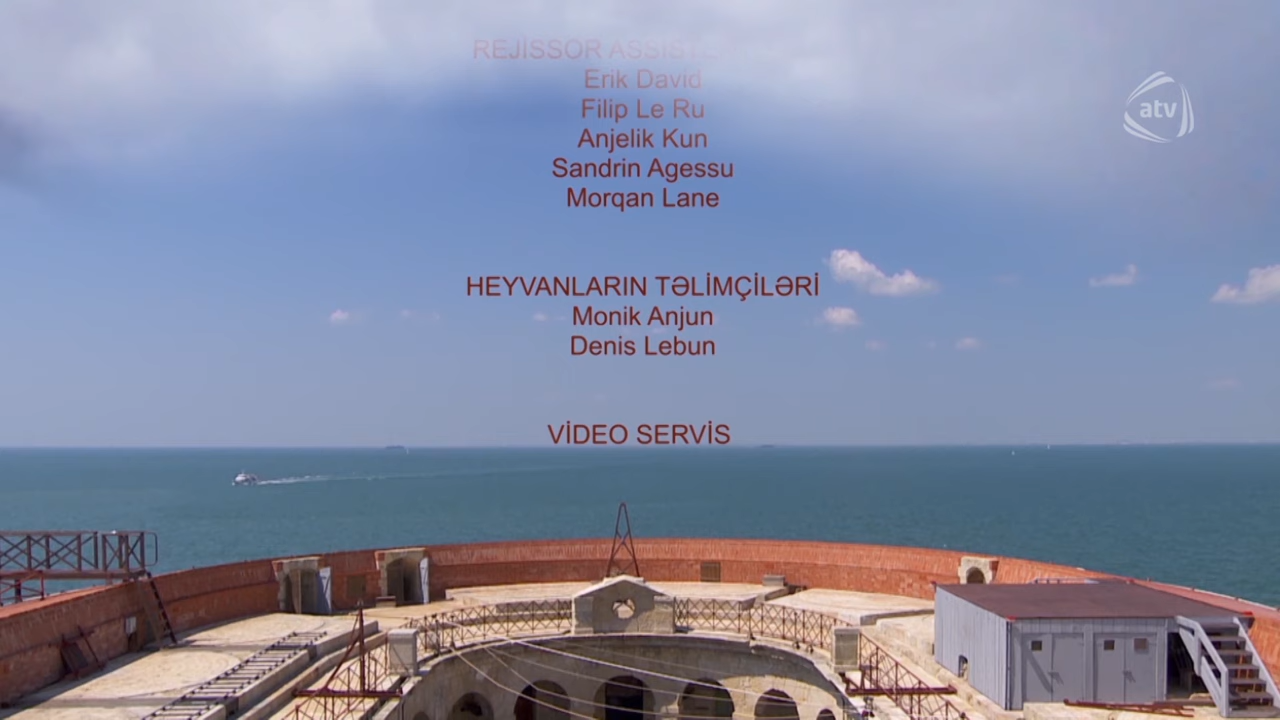 REJİSSOR
Erik David
Filip Le Ru
Anjelik Kun
Sandrin Agessu
Morqan Lane
HEYVANLARIN TƏLİMÇİLƏRİ
Monik Anjun
Denis Lebun
VİDEO SERVİS
atv